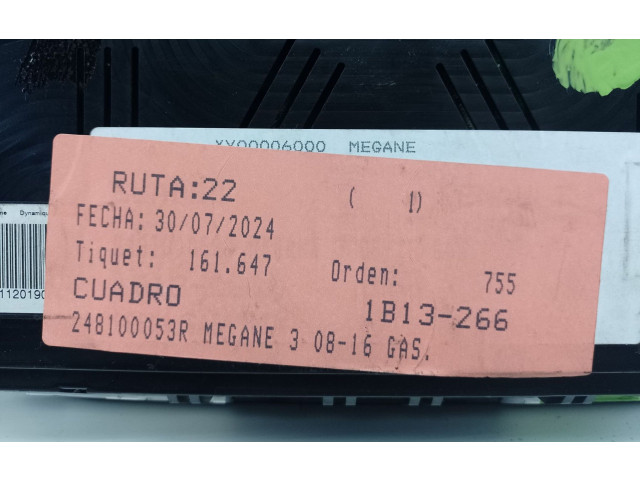 XX00006000 MEGANE
RUTA:22 ( 1)
FECHA: 30/07/2024
Tiquet: 161.647 Orden: 755
CUADRO 1B13-266
248100053R MEGANE 3 08-16 GAS.